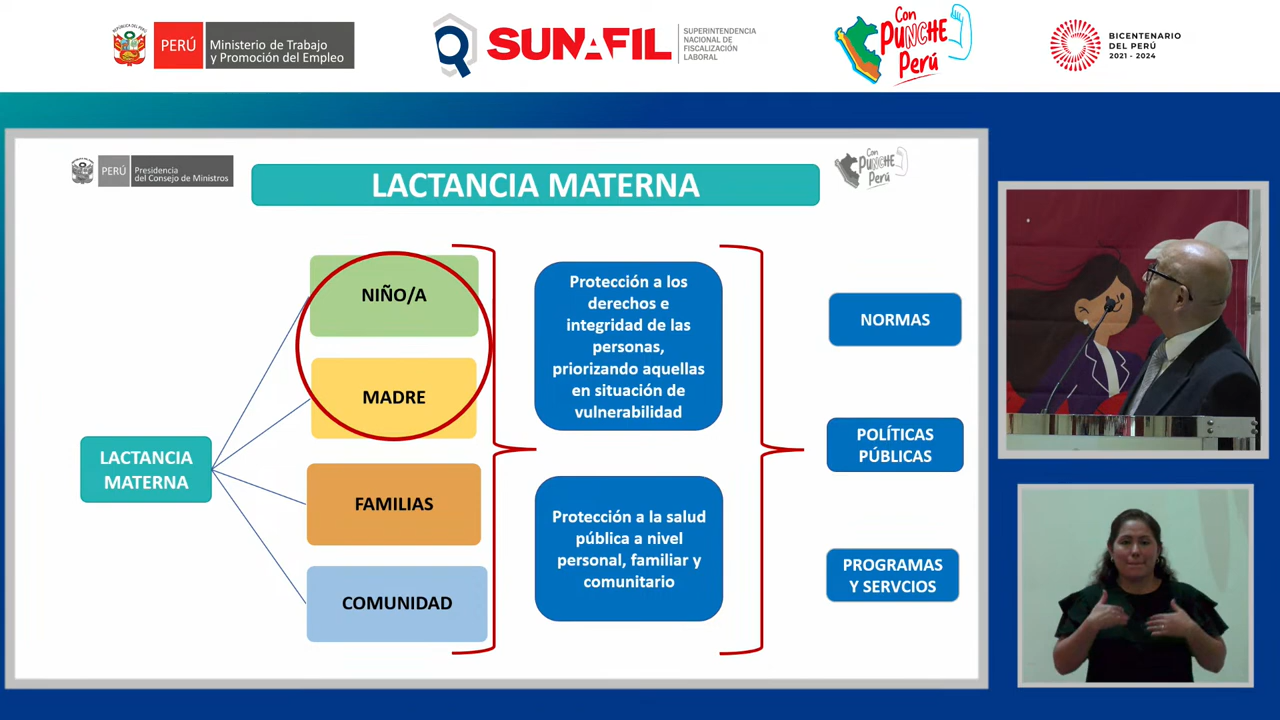 REPÚBLICA DEL PERÚ
PERÚ
Ministerio de Trabajo
y Promoción del Empleo
SUNAFIL
SUPERINTENDENCIA
NACIONAL DE
FISCALIZACIÓN
LABORAL
Con
PUNCHE
Perú
BICENTENARIO
DEL PERÚ
2021 - 2024
PERÚ
Presidencia
del Consejo de Ministros
LACTANCIA MATERNA
Con
PUNCHE
Perú
LACTANCIA
MATERNA
NIÑO/A
MADRE
FAMILIAS
COMUNIDAD
Protección a los
derechos e
integridad de las
personas,
priorizando aquellas
en situación de
vulnerabilidad
Protección a la salud
pública a nivel
personal, familiar y
comunitario
NORMAS
POLÍTICAS
PÚBLICAS
PROGRAMAS
Y SERVCIOS